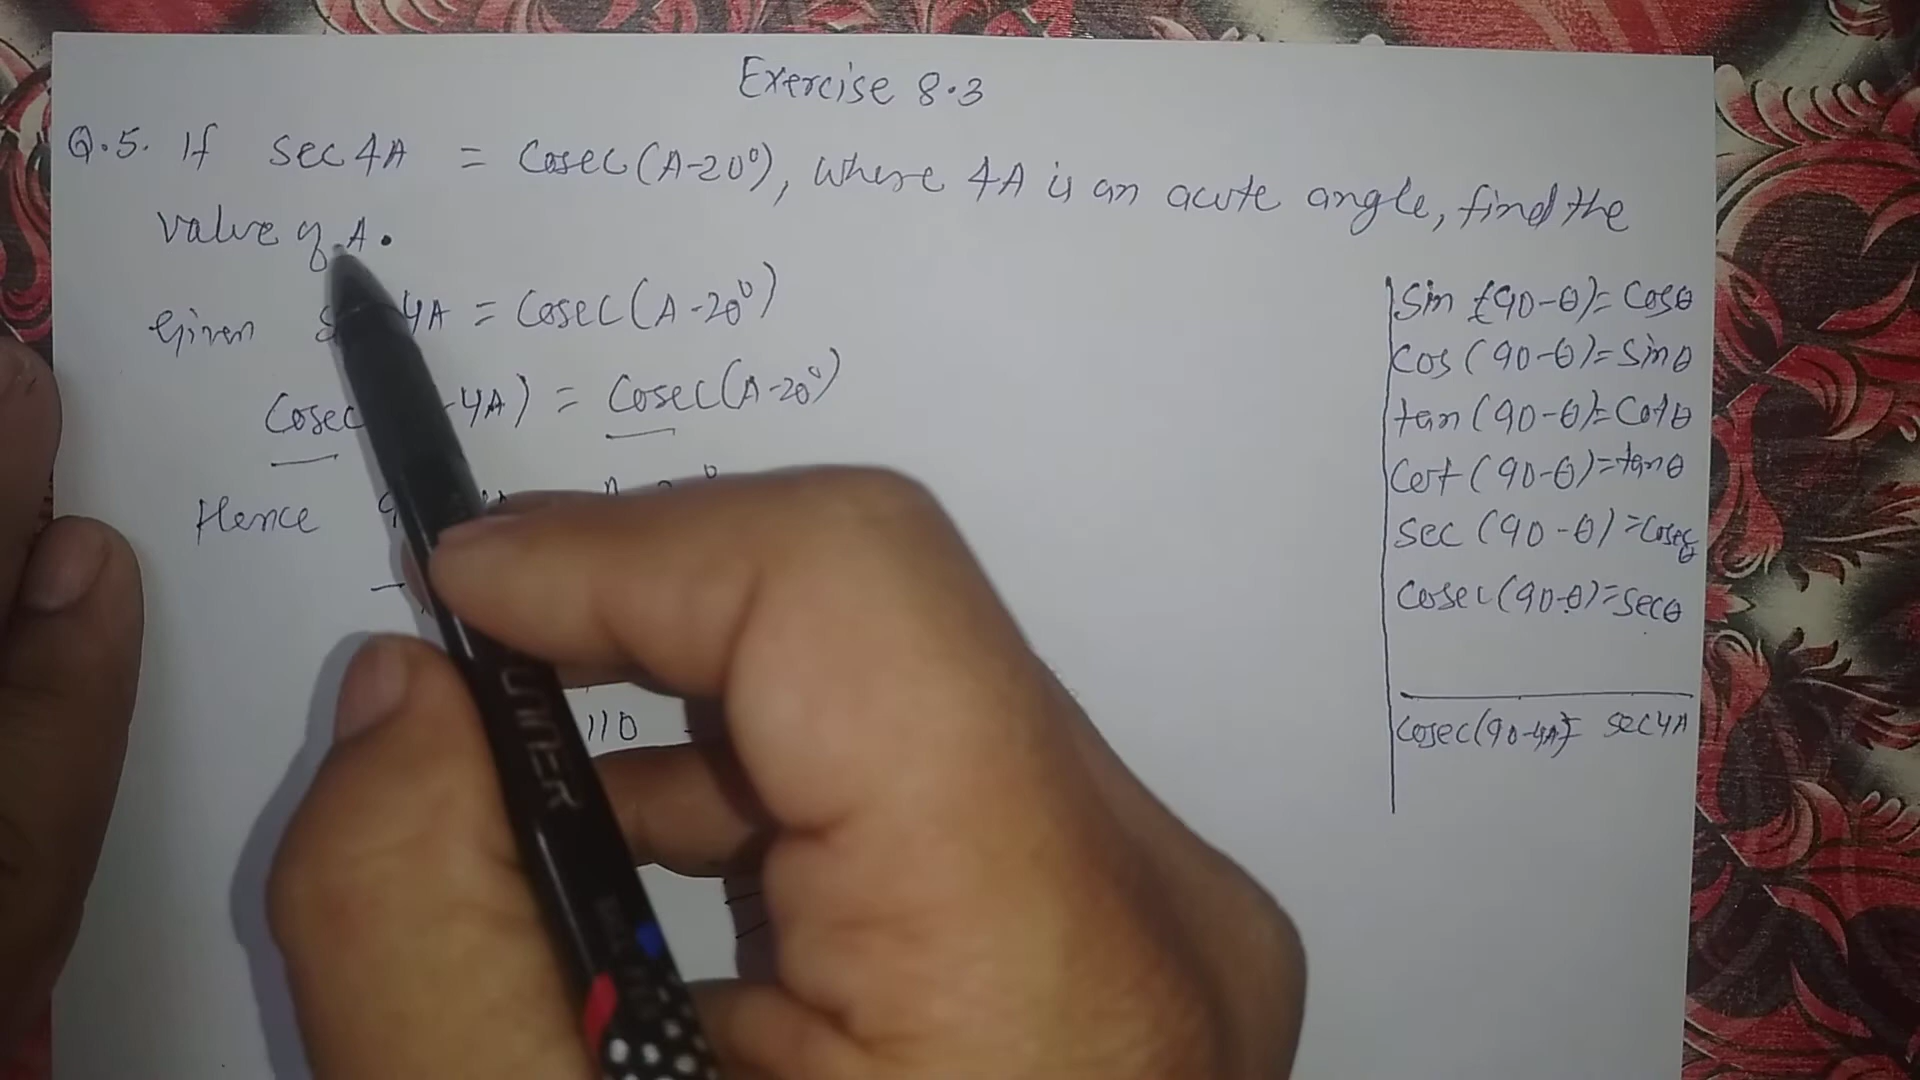 Exercise 8.3
Q.5. If sec4A = Cosec(A-20°), where 4A is an acute angle, find the
value of A.
Given 4A = Cosec(A-20°)
Cosec -4A) = Cosec(A-20°)
Hence
110
Sin (90-θ)=Cosθ
Cos (90-θ)=Sinθ
tan (90-θ)=Cotθ
Cot (90-θ)=tanθ
Sec (90-θ)=Cosecθ
Cosec(90-θ)=secθ
Cosec(90-4A)= sec4A
UNIER